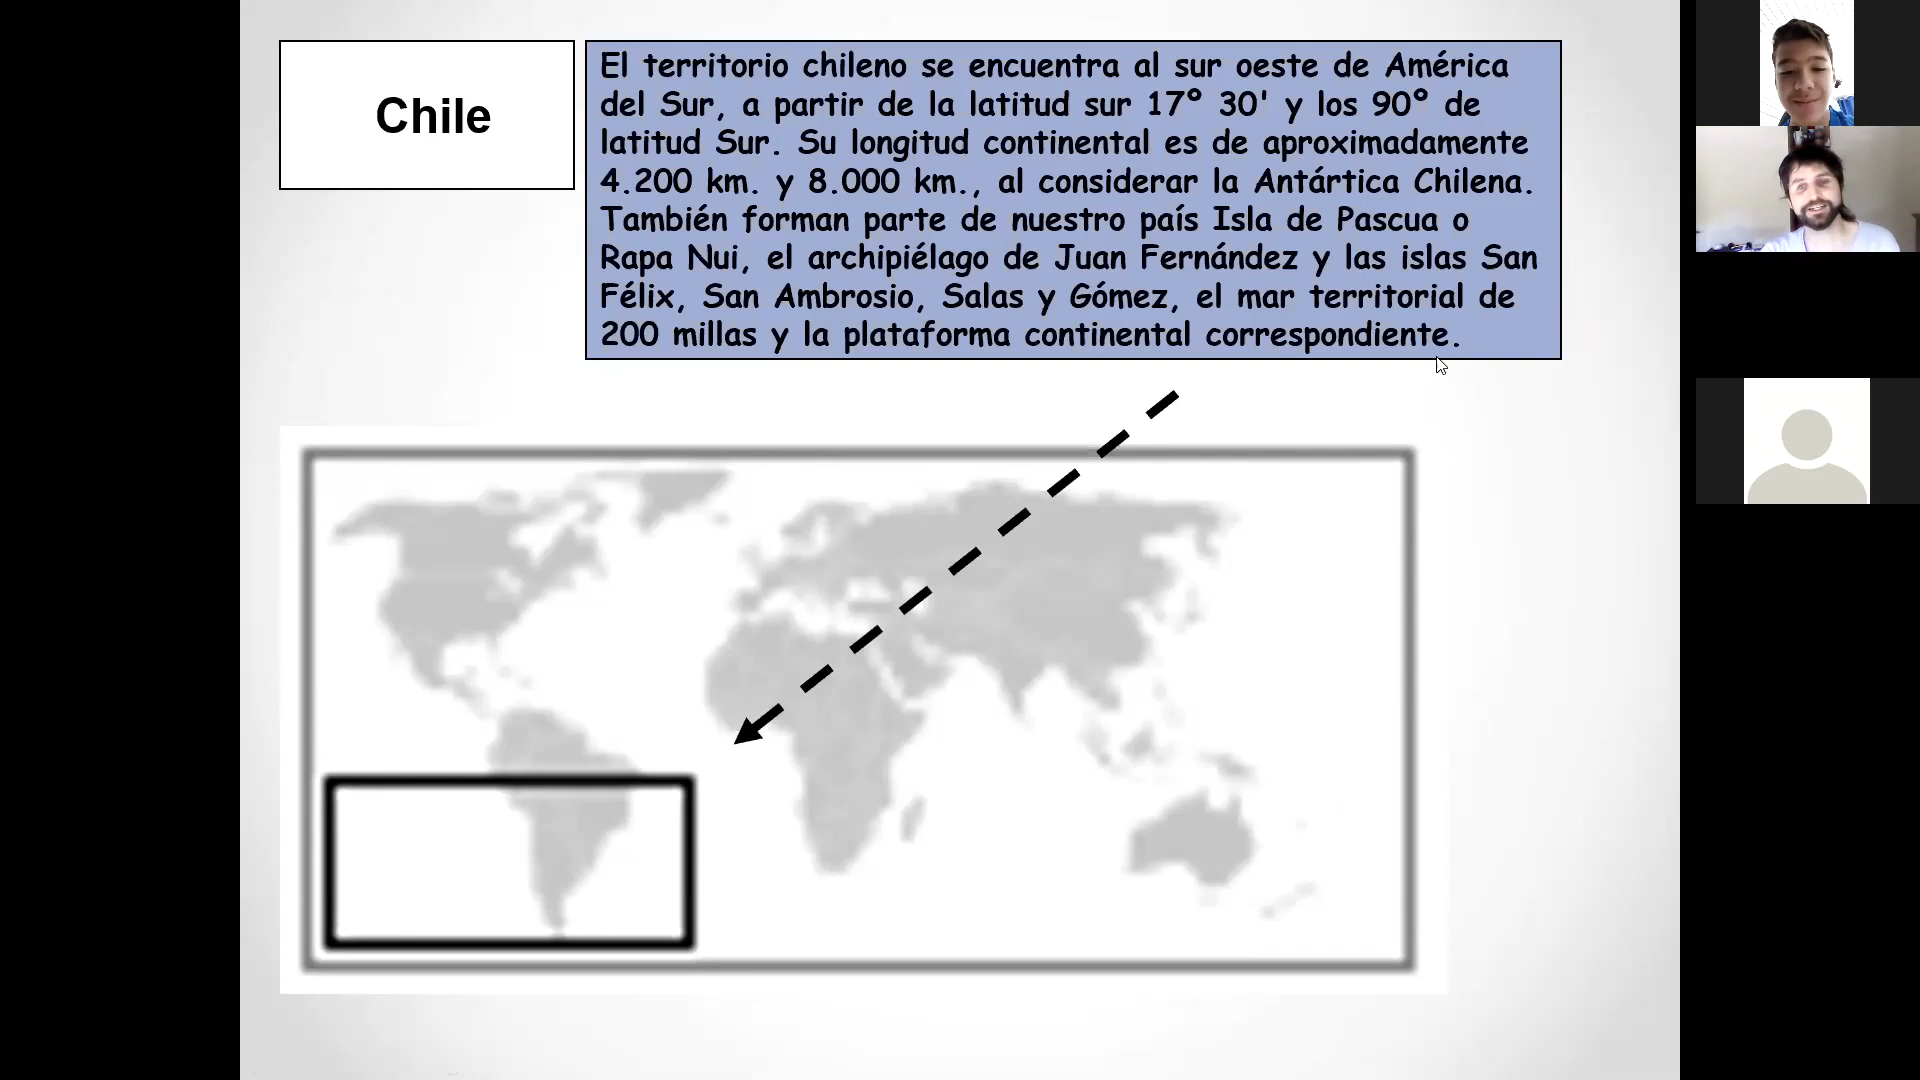 Chile
El territorio chileno se encuentra al sur oeste de América
del Sur, a partir de la latitud sur 17º 30' y los 90º de
latitud Sur. Su longitud continental es de aproximadamente
4.200 km. y 8.000 km., al considerar la Antártica Chilena.
También forman parte de nuestro país Isla de Pascua o
Rapa Nui, el archipiélago de Juan Fernández y las islas San
Félix, San Ambrosio, Salas y Gómez, el mar territorial de
200 millas y la plataforma continental correspondiente.